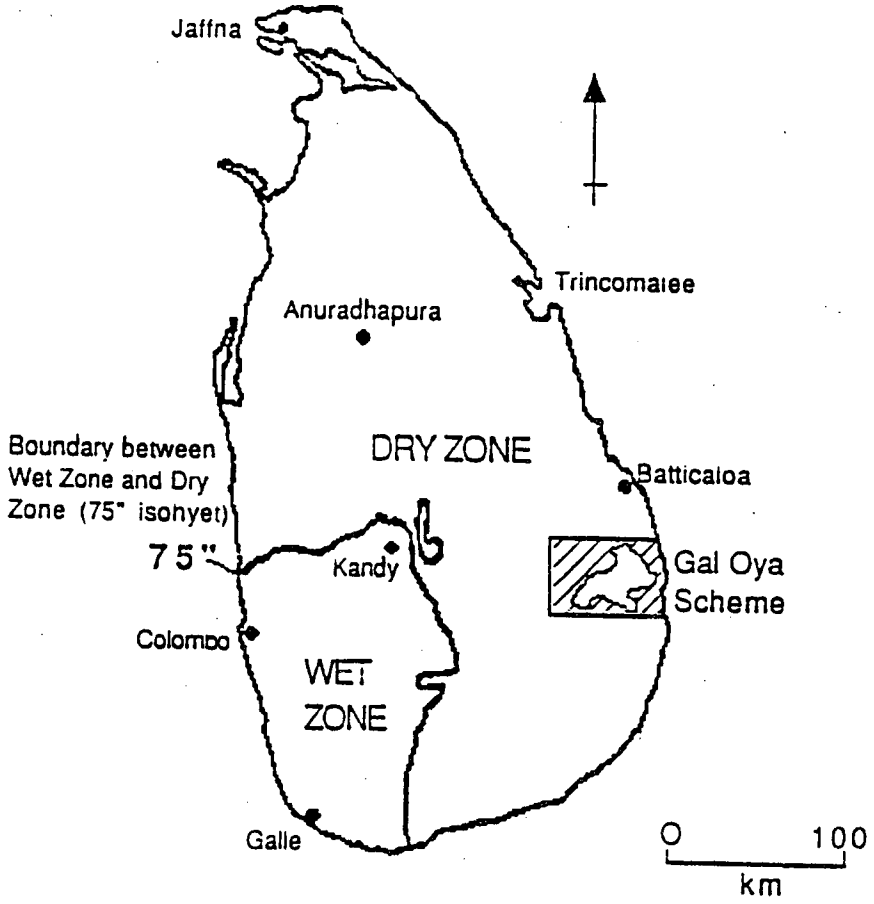 Jaffna
Trincomalee
Anuradhapura
Boundary between
Wet Zone and Dry
Zone (75" isohyet)
DRY ZONE
Batticaloa
75"
Kandy
Gal Oya
Scheme
Colombo
WET
ZONE
Galle
0 100
km